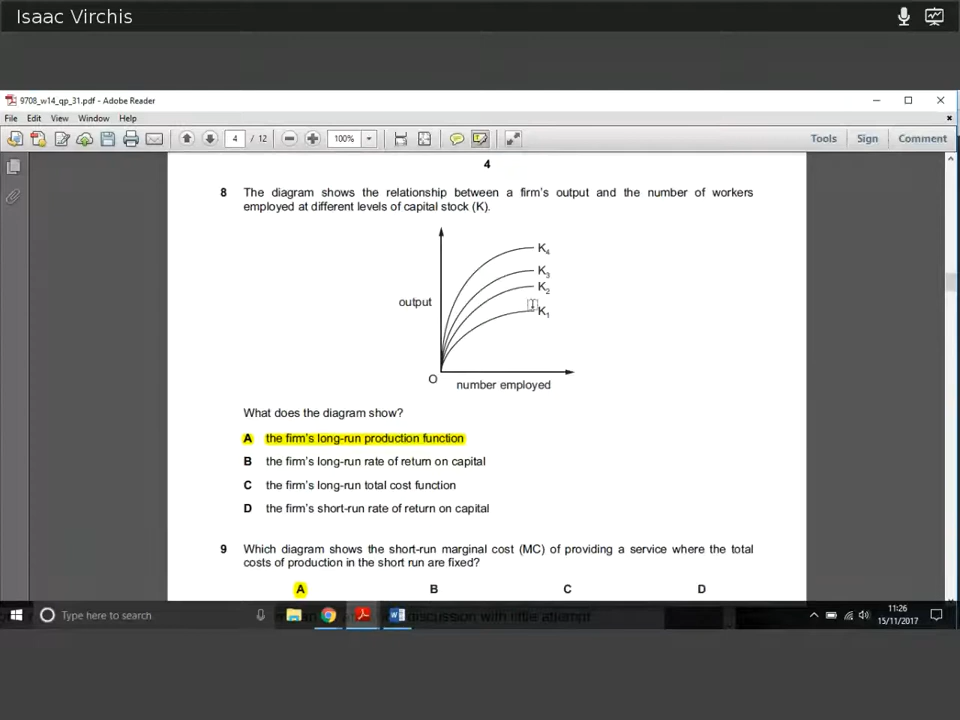 Isaac Virchis
9708_w14_qp_31.pdf - Adobe Reader
File Edit View Window Help
4 / 12 100% Tools Sign Comment
4
8 The diagram shows the relationship between a firm's output and the number of workers
employed at different levels of capital stock (K).
K4
K3
K2
K1
output
O
number employed
What does the diagram show?
A the firm's long-run production function
B the firm's long-run rate of return on capital
C the firm's long-run total cost function
D the firm's short-run rate of return on capital
9 Which diagram shows the short-run marginal cost (MC) of providing a service where the total
costs of production in the short run are fixed?
A B C D
Type here to search
discussion with little attempt
11:26
15/11/2017